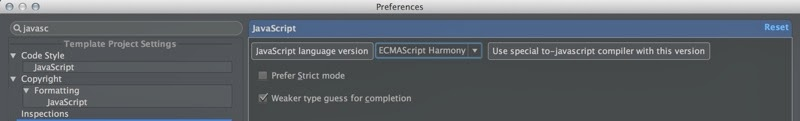 Preferences
javasc
JavaScript
Reset
Template Project Settings
Code Style
JavaScript
Copyright
Formatting
JavaScript
Inspections
JavaScript language version
ECMAScript Harmony
Use special to-javascript compiler with this version
Prefer Strict mode
Weaker type guess for completion